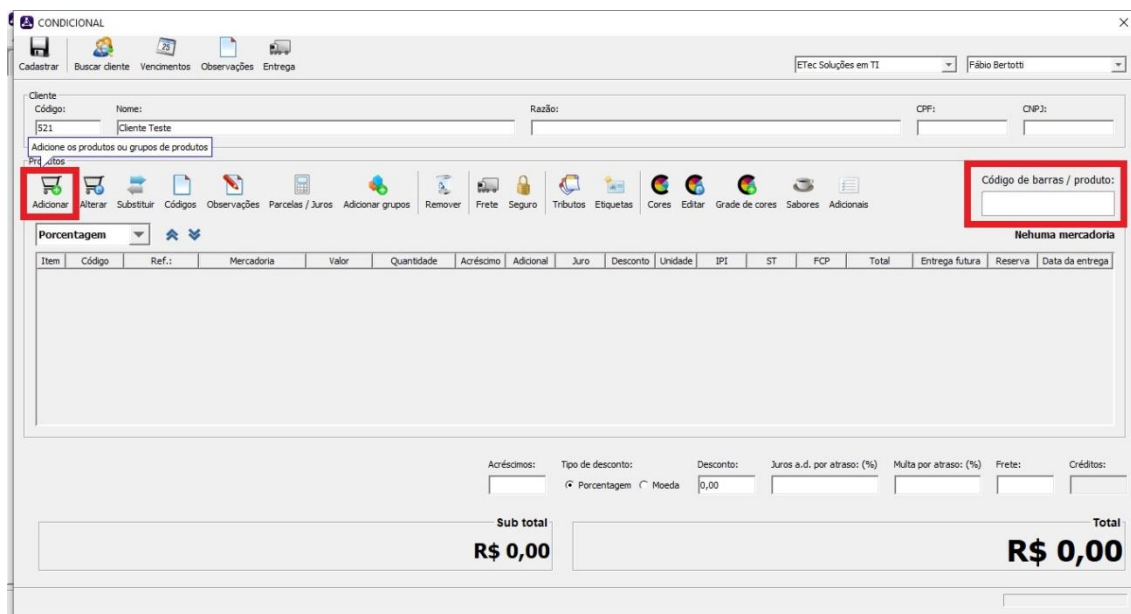 CONDICIONAL
Cadastrar Buscar cliente Vencimentos Observações Entrega
25
ETec Soluções em TI Fábio Bertotti
Cliente
Código: Nome: Razão: CPF: CNPJ:
521 Cliente Teste
Adicione os produtos ou grupos de produtos
Produtos
Código de barras / produto:
Adicionar Alterar Substituir Códigos Observações Parcelas / Juros Adicionar grupos Remover Frete Seguro Tributos Etiquetas Cores Editar Grade de cores Sabores Adicionais
Porcentagem Nehuma mercadoria
Item Código Ref.: Mercadoria Valor Quantidade Acréscimo Adicional Juro Desconto Unidade IPI ST FCP Total Entrega futura Reserva Data da entrega
Acréscimos: Tipo de desconto: Desconto: Juros a.d. por atraso: (%) Multa por atraso: (%) Frete: Créditos:
Porcentagem Moeda 0,00
Sub total Total
R$ 0,00 R$ 0,00